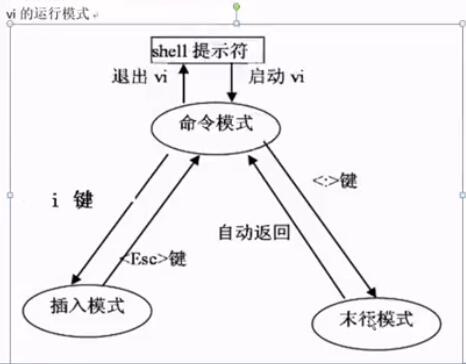 vi 的运行模式
shell 提示符
退出 vi
启动 vi
命令模式
i 键
<:>键
自动返回
<Esc>键
插入模式
末行模式